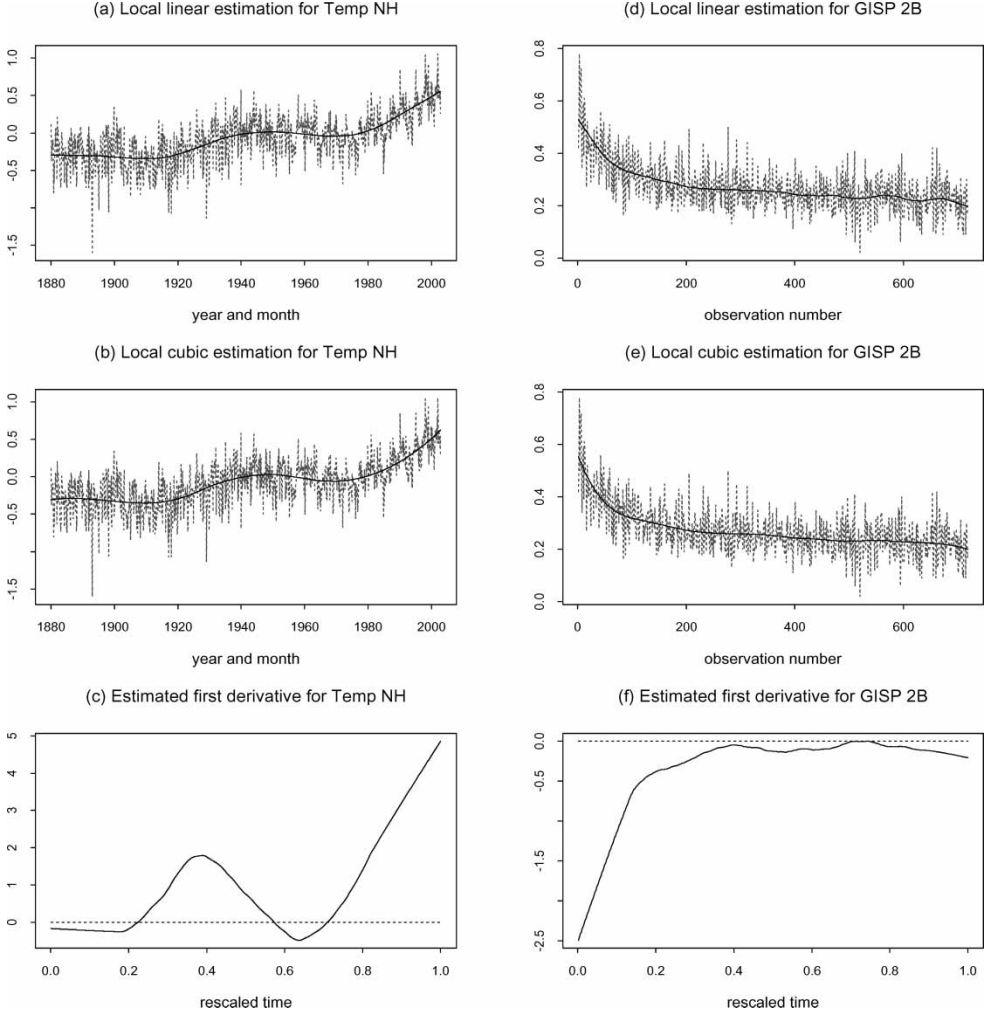 (a) Local linear estimation for Temp NH
1.0
0.5
0.0
-0.5
-1.5
1880 1900 1920 1940 1960 1980 2000
year and month
(d) Local linear estimation for GISP 2B
0.8
0.6
0.4
0.2
0.0
0 200 400 600
observation number
(b) Local cubic estimation for Temp NH
1.0
0.5
0.0
-0.5
-1.5
1880 1900 1920 1940 1960 1980 2000
year and month
(e) Local cubic estimation for GISP 2B
0.8
0.6
0.4
0.2
0.0
0 200 400 600
observation number
(c) Estimated first derivative for Temp NH
5
4
3
2
1
0
0.0 0.2 0.4 0.6 0.8 1.0
rescaled time
(f) Estimated first derivative for GISP 2B
0.0
-0.5
-1.5
-2.5
0.0 0.2 0.4 0.6 0.8 1.0
rescaled time